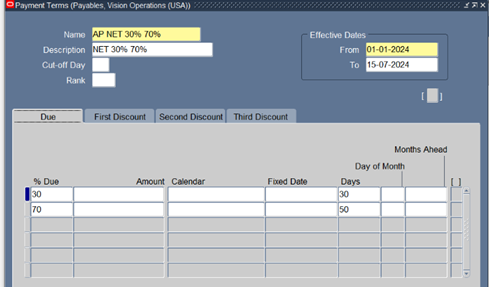 Payment Terms (Payables, Vision Operations (USA))
Name AP NET 30% 70%
Description NET 30% 70%
Cut-off Day
Rank
Effective Dates
From 01-01-2024
To 15-07-2024
[ ]
Due First Discount Second Discount Third Discount
Months Ahead
Day of Month
% Due Amount Calendar Fixed Date Days [ ]
30 30
70 50